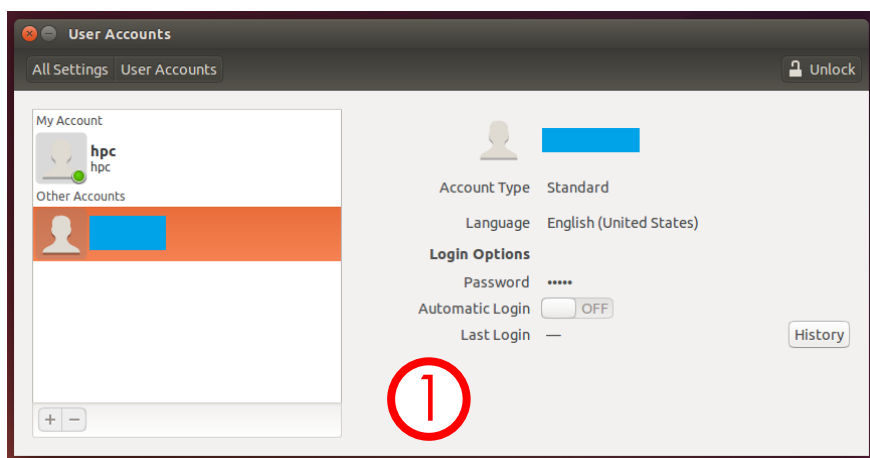 User Accounts
All Settings User Accounts
Unlock
My Account
hpc
hpc
Other Accounts
Account Type Standard
Language English (United States)
Login Options
Password •••••
Automatic Login OFF
Last Login —
History
+ −
1